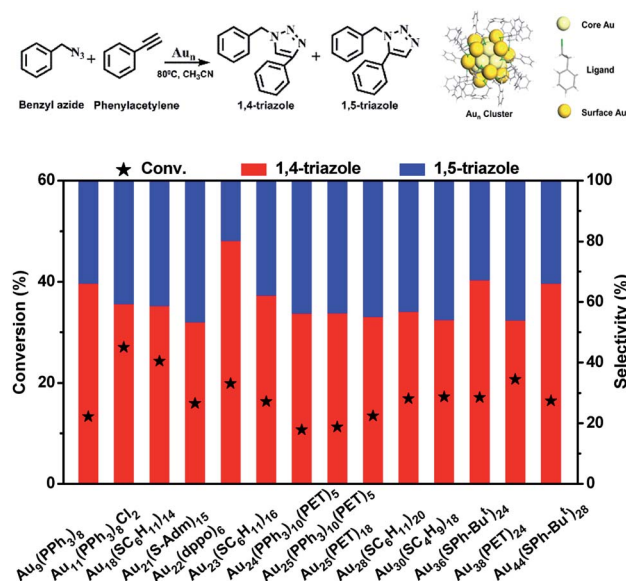 N₃
+
Auₙ
80ºC, CH₃CN
N
N
N
+
N
N
N
Benzyl azide
Phenylacetylene
1,4-triazole
1,5-triazole
Auₙ Cluster
Core Au
Ligand
Surface Au
★ Conv.
1,4-triazole
1,5-triazole
Conversion (%)
60
40
20
0
Selectivity (%)
100
80
60
40
20
0
Au₉(PPh₃)₈
Au₁₁(PPh₃)₈Cl₂
Au₁₈(SC₆H₁₁)₁₄
Au₂₁(S-Adm)₁₅
Au₂₂(dppo)₆
Au₂₃(SC₆H₁₁)₁₆
Au₂₄(PPh₃)₁₀(PET)₅
Au₂₅(PPh₃)₁₀(PET)₅
Au₂₅(PET)₁₈
Au₂₈(SC₆H₁₁)₂₀
Au₃₀(SC₄H₉)₁₈
Au₃₆(SPh-Buᵗ)₂₄
Au₃₈(PET)₂₄
Au₄₄(SPh-Buᵗ)₂₈